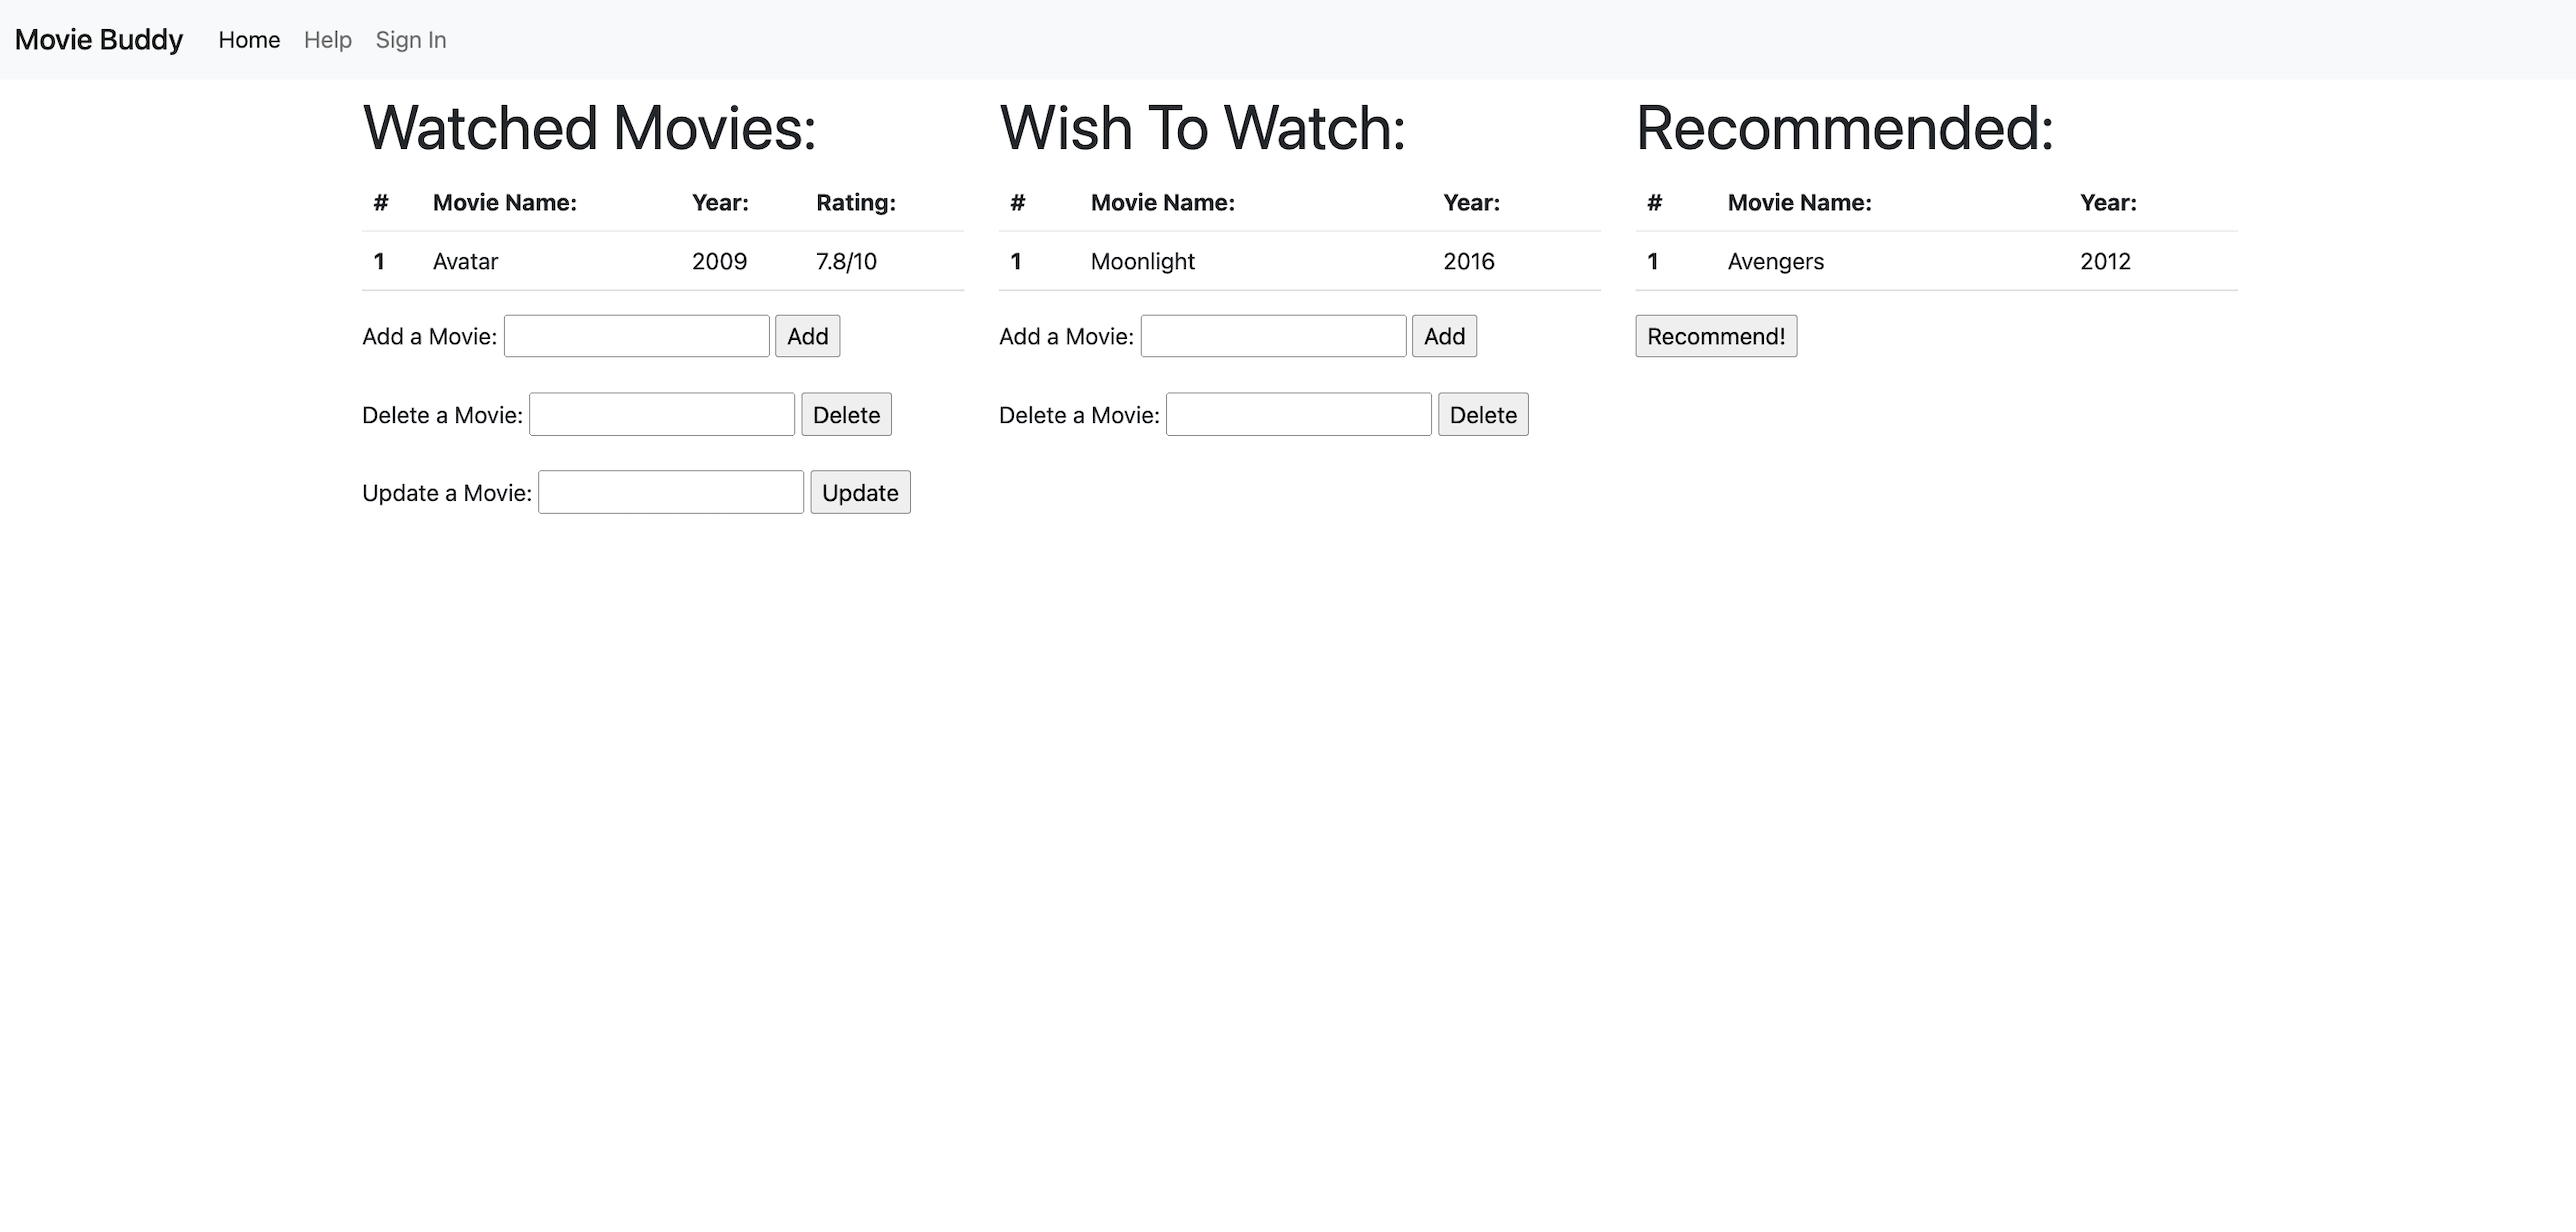 Movie Buddy Home Help Sign In
Watched Movies:
# Movie Name: Year: Rating:
1 Avatar 2009 7.8/10
Add a Movie: Add
Delete a Movie: Delete
Update a Movie: Update
Wish To Watch:
# Movie Name: Year:
1 Moonlight 2016
Add a Movie: Add
Delete a Movie: Delete
Recommended:
# Movie Name: Year:
1 Avengers 2012
Recommend!